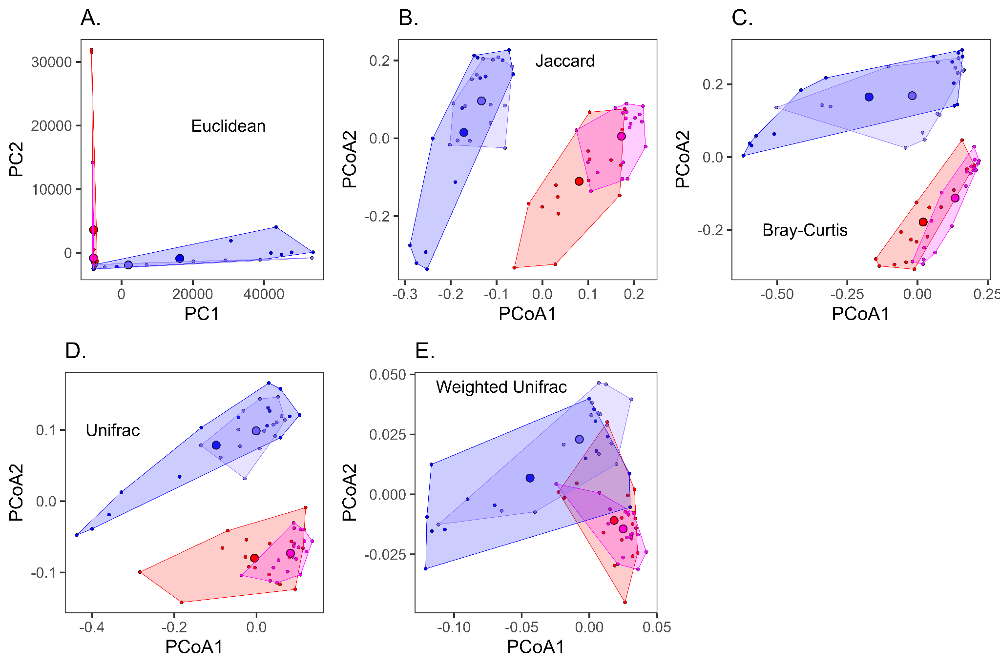 A.
B.
C.
Euclidean
Jaccard
Bray-Curtis
30000
20000
10000
0
PC2
0
20000
40000
PC1
0.2
0.0
-0.2
PCoA2
-0.3
-0.2
-0.1
0.0
0.1
0.2
PCoA1
0.2
0.0
-0.2
PCoA2
-0.50
-0.25
0.00
0.25
PCoA1
D.
E.
Unifrac
Weighted Unifrac
0.1
0.0
-0.1
PCoA2
-0.4
-0.2
0.0
PCoA1
0.050
0.025
0.000
-0.025
PCoA2
-0.10
-0.05
0.00
0.05
PCoA1